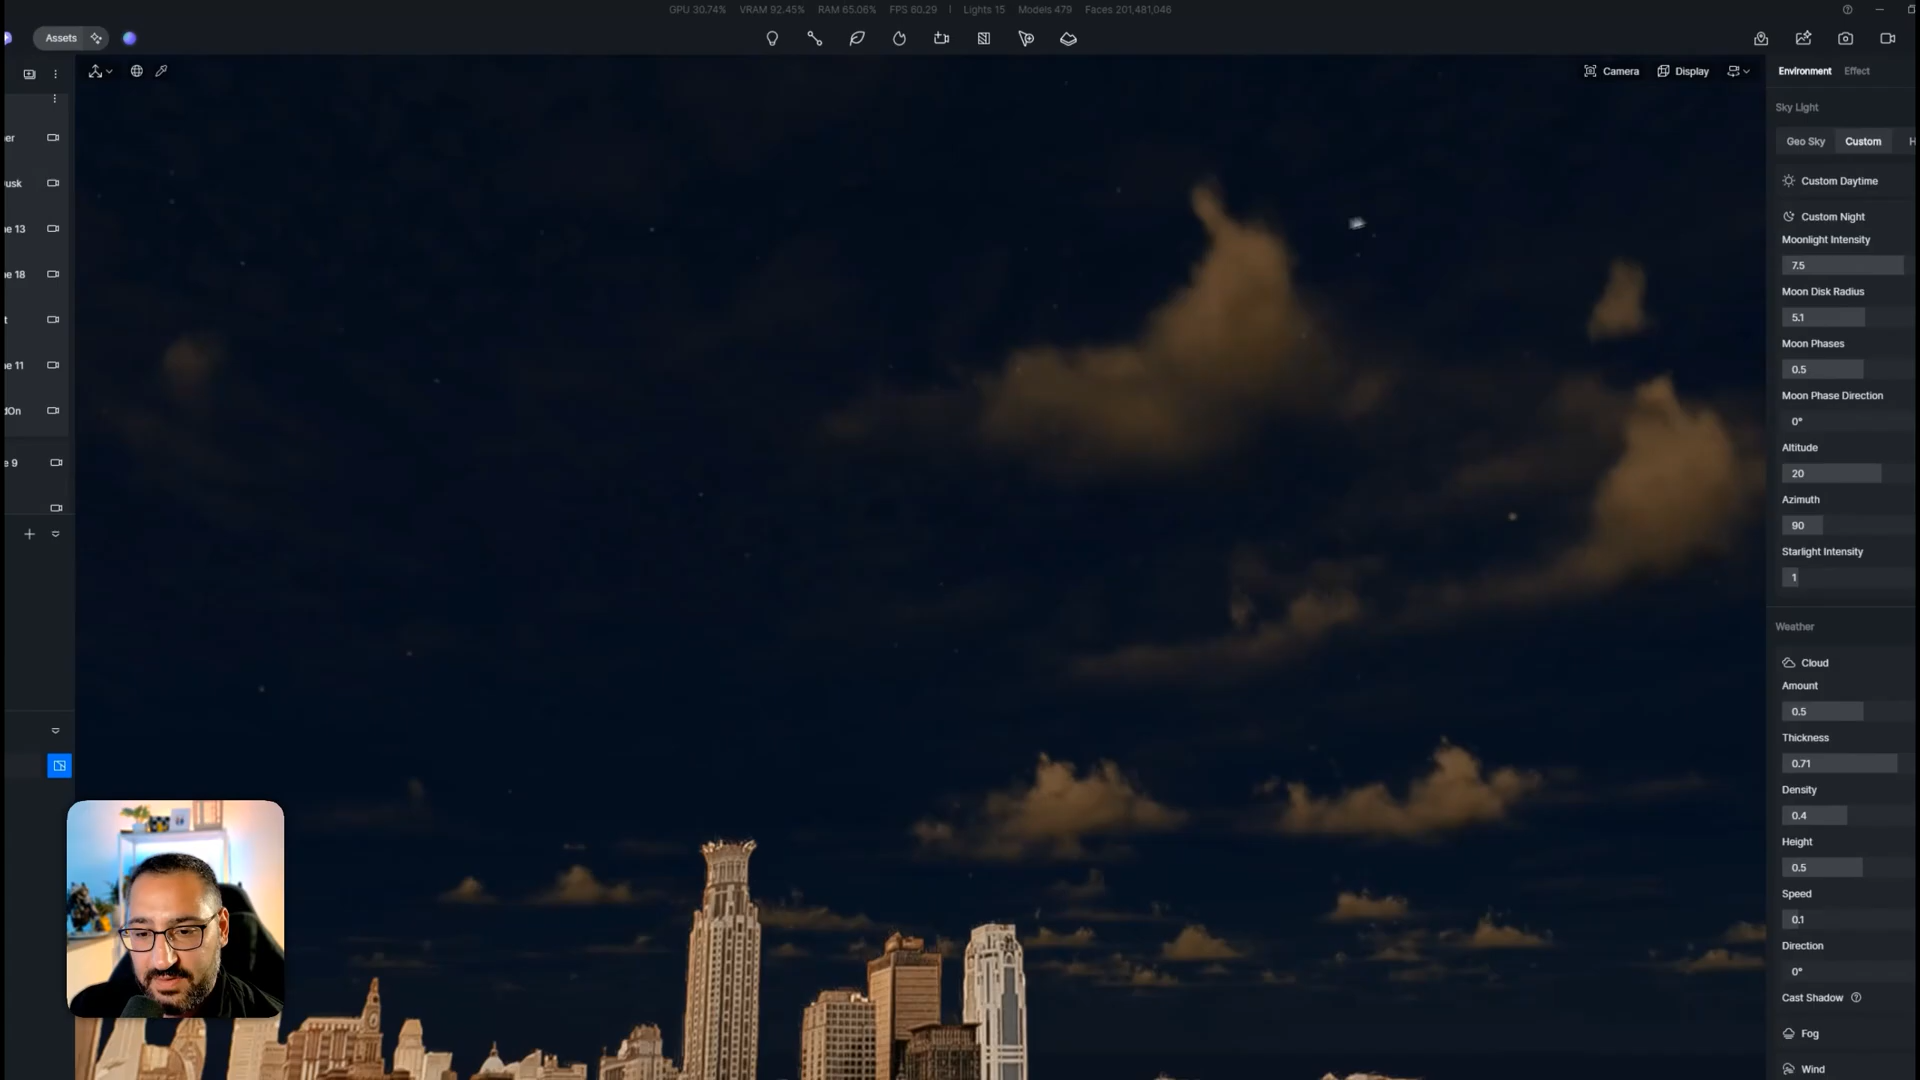 GPU 30.74% VRAM 92.45% RAM 65.06% FPS 60.29 | Lights 15 Models 479 Faces 201,481,046
Assets
Camera Display
Environment Effect
Sky Light
Geo Sky Custom H
Custom Daytime
Custom Night
Moonlight Intensity
7.5
Moon Disk Radius
5.1
Moon Phases
0.5
Moon Phase Direction
0°
Altitude
20
Azimuth
90
Starlight Intensity
1
Weather
Cloud
Amount
0.5
Thickness
0.71
Density
0.4
Height
0.5
Speed
0.1
Direction
0°
Cast Shadow
Fog
Wind
er
usk
e 13
e 18
t
e 11
dOn
e 9